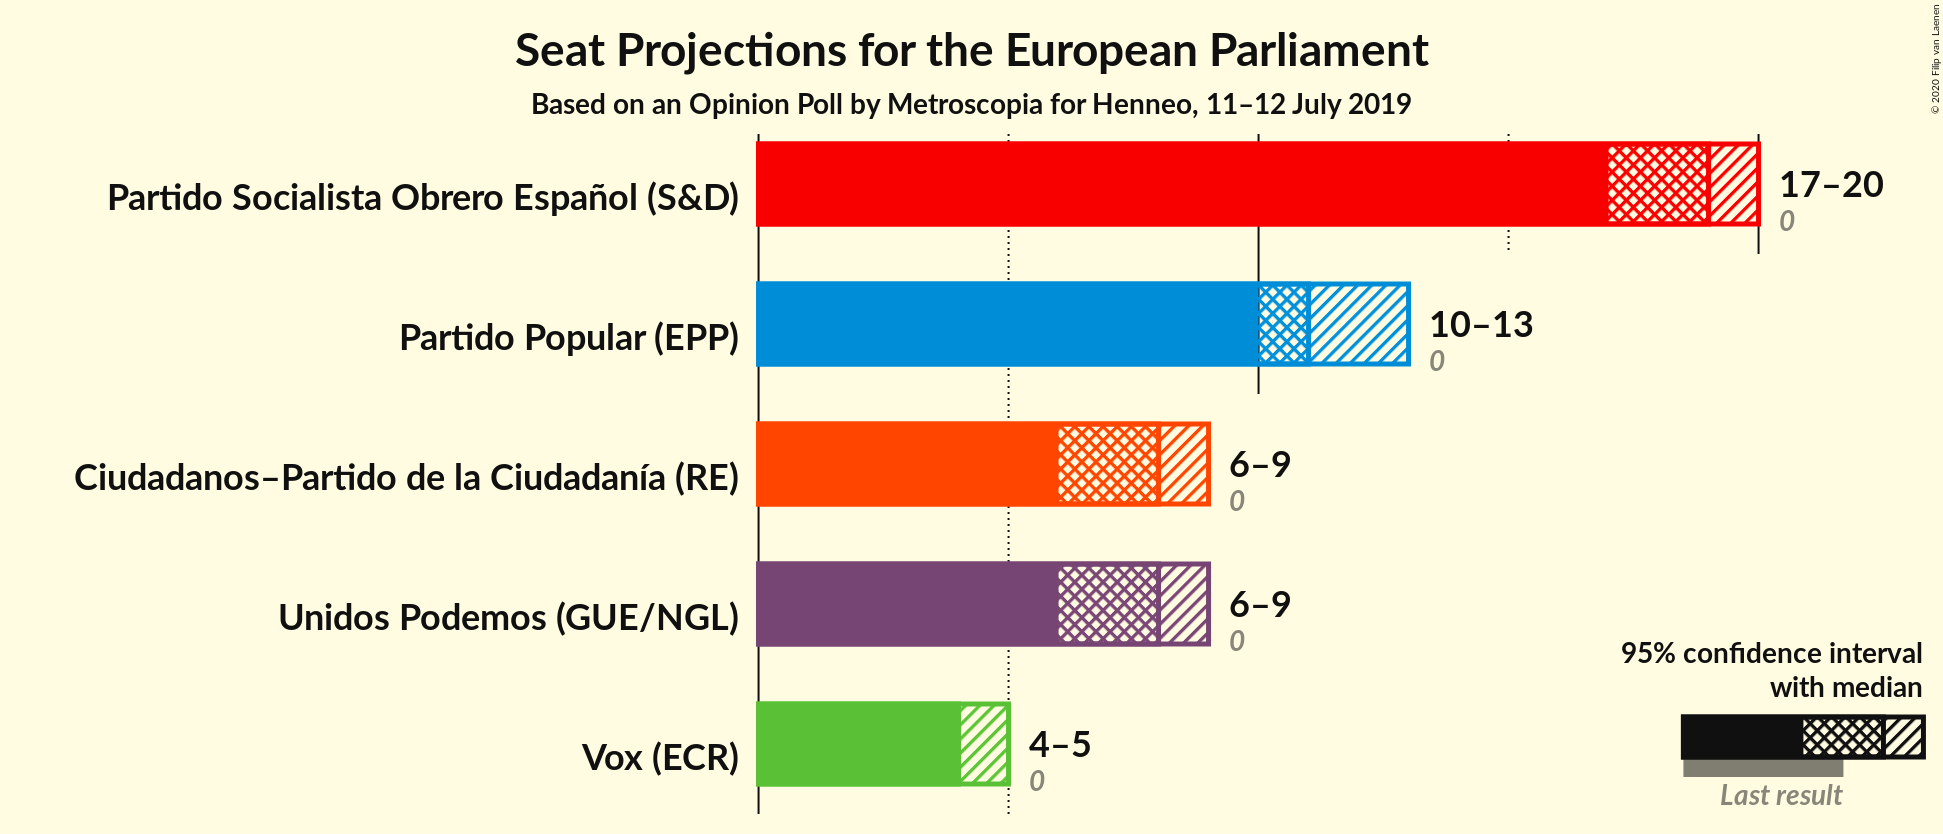 Seat Projections for the European Parliament
Based on an Opinion Poll by Metroscopia for Henneo, 11–12 July 2019
© 2020 Filip van Laenen
Partido Socialista Obrero Español (S&D)
17–20
0
Partido Popular (EPP)
10–13
0
Ciudadanos–Partido de la Ciudadanía (RE)
6–9
0
Unidos Podemos (GUE/NGL)
6–9
0
Vox (ECR)
4–5
0
95% confidence interval
with median
Last result